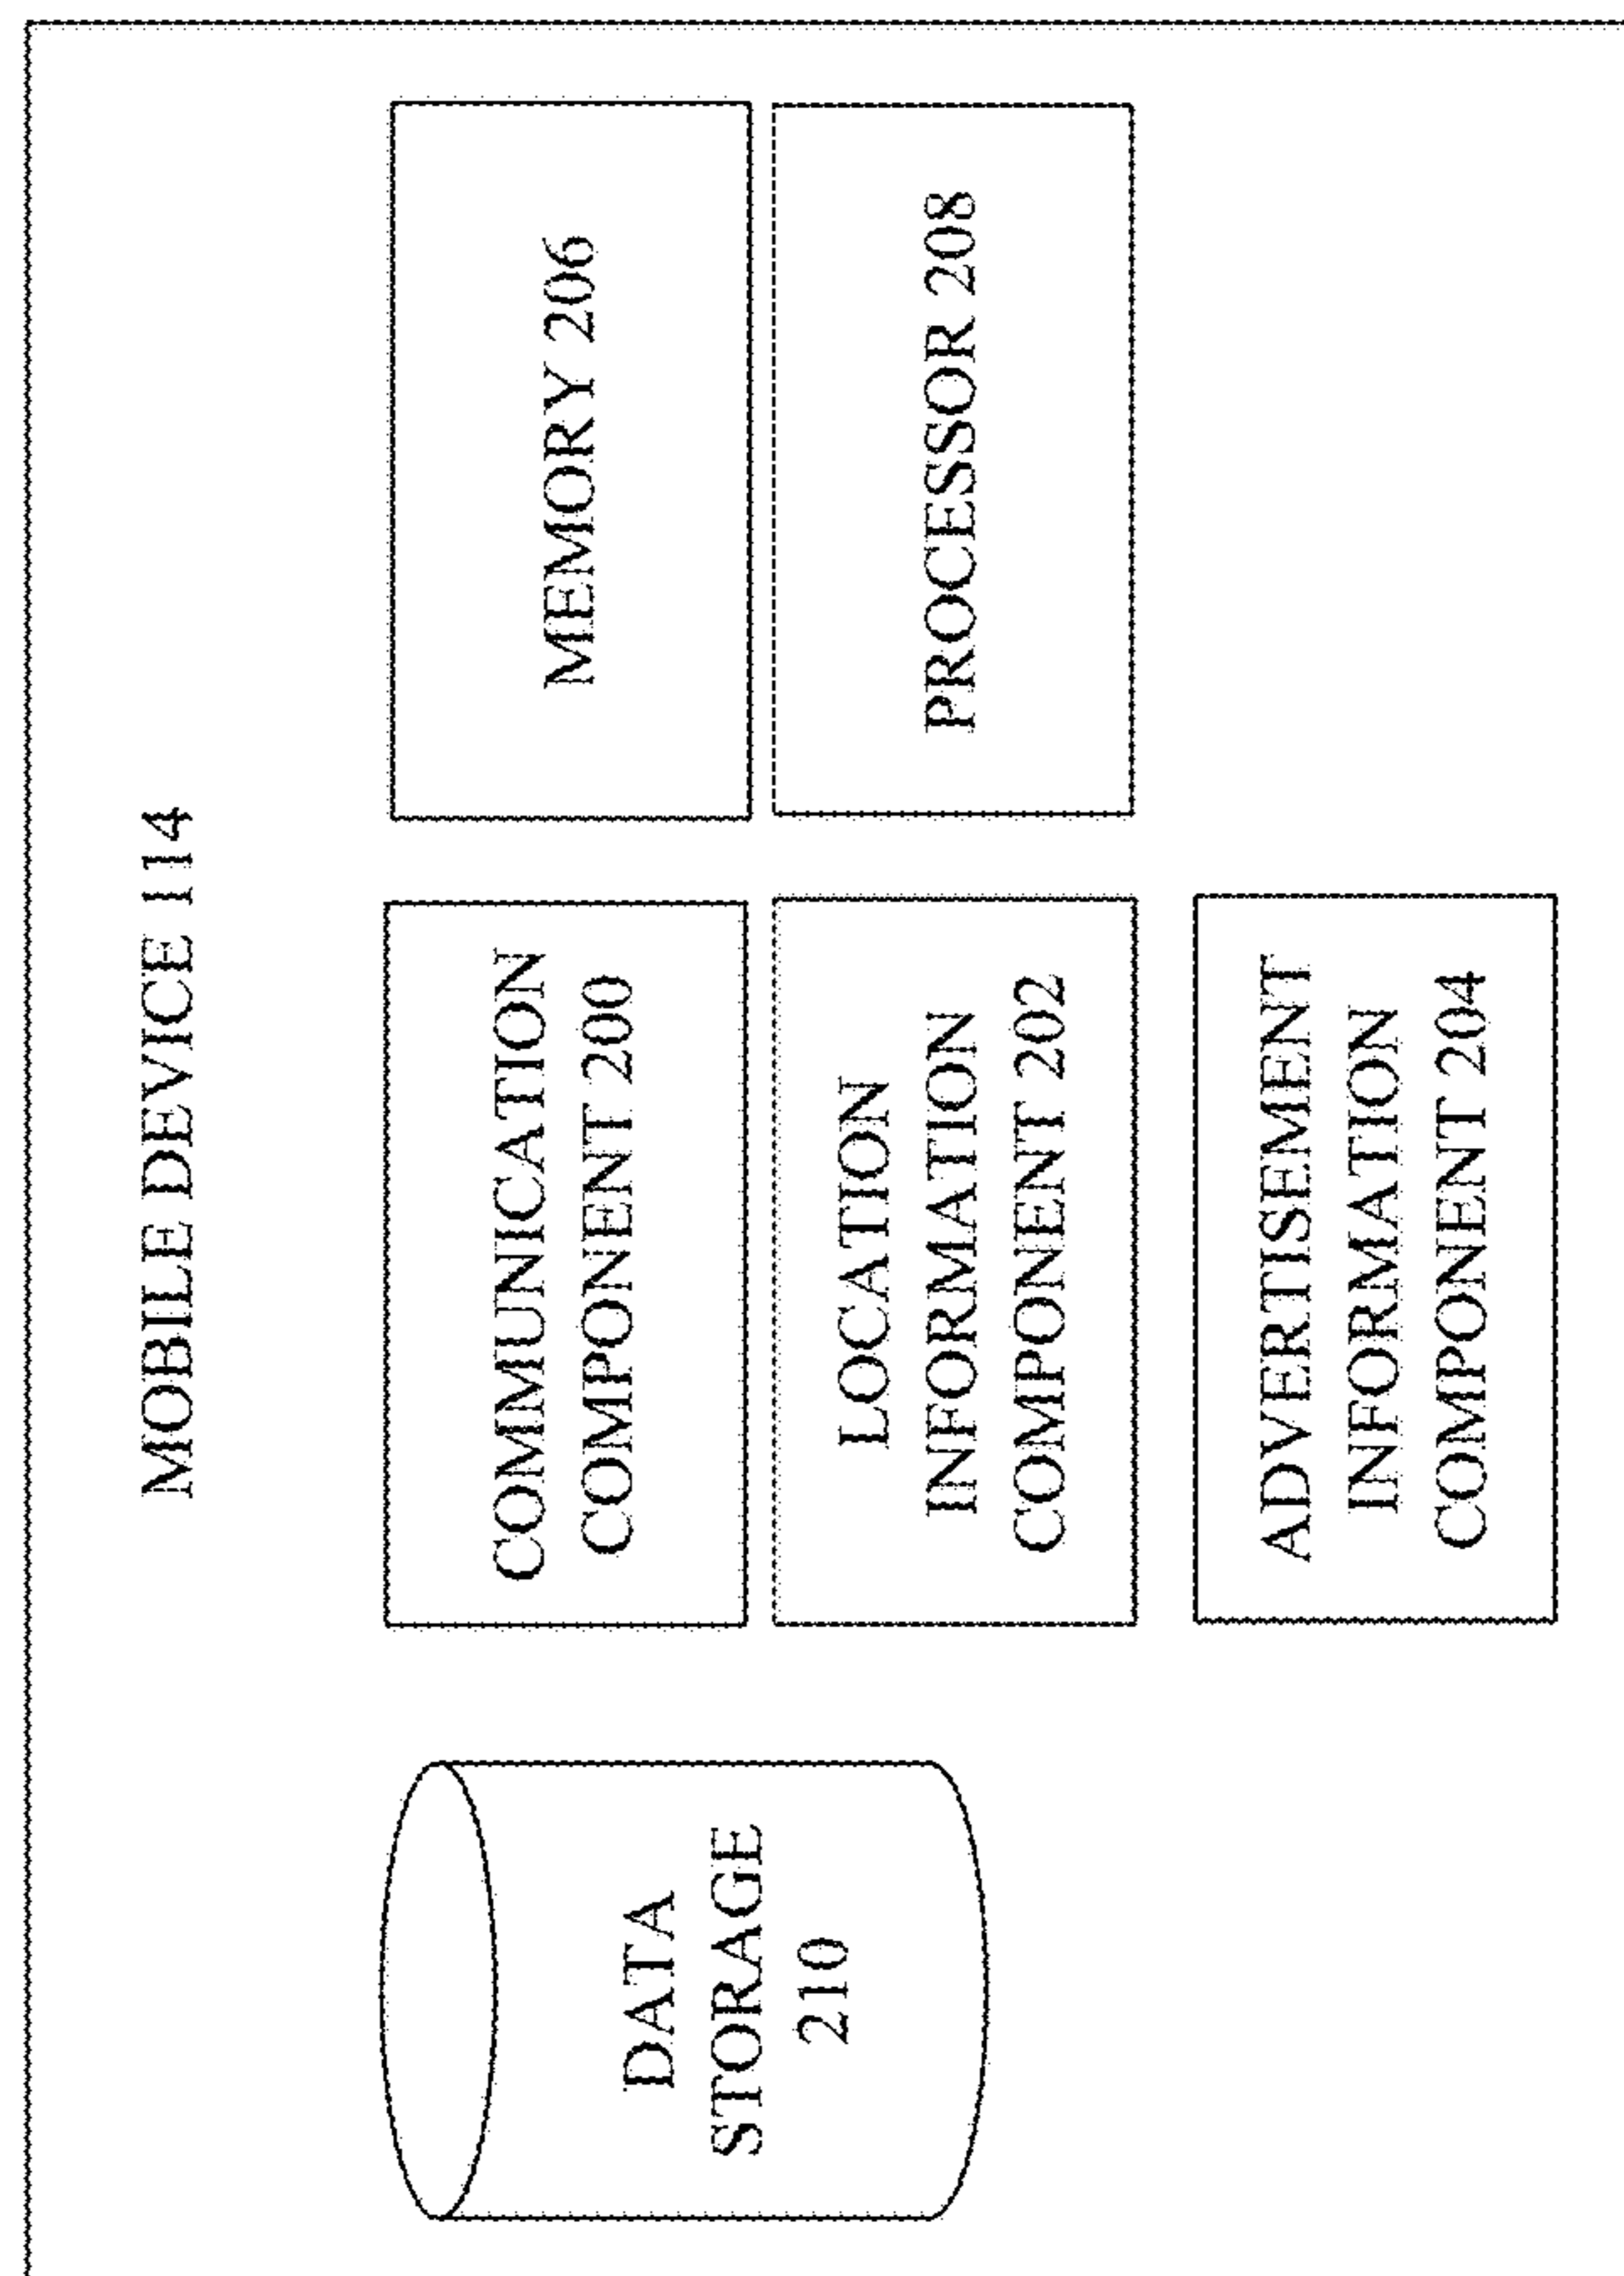 MOBILE DEVICE 114
DATA
STORAGE
210
COMMUNICATION
COMPONENT 200
LOCATION
INFORMATION
COMPONENT 202
ADVERTISEMENT
INFORMATION
COMPONENT 204
MEMORY 206
PROCESSOR 208